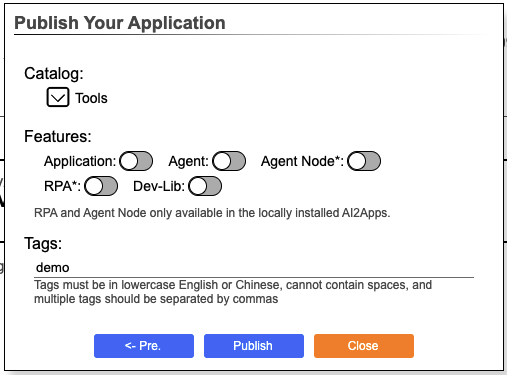 Publish Your Application
Catalog:
Tools
Features:
Application: Agent: Agent Node*:
RPA*: Dev-Lib:
RPA and Agent Node only available in the locally installed AI2Apps.
Tags:
demo
Tags must be in lowercase English or Chinese, cannot contain spaces, and
multiple tags should be separated by commas
<- Pre. Publish Close